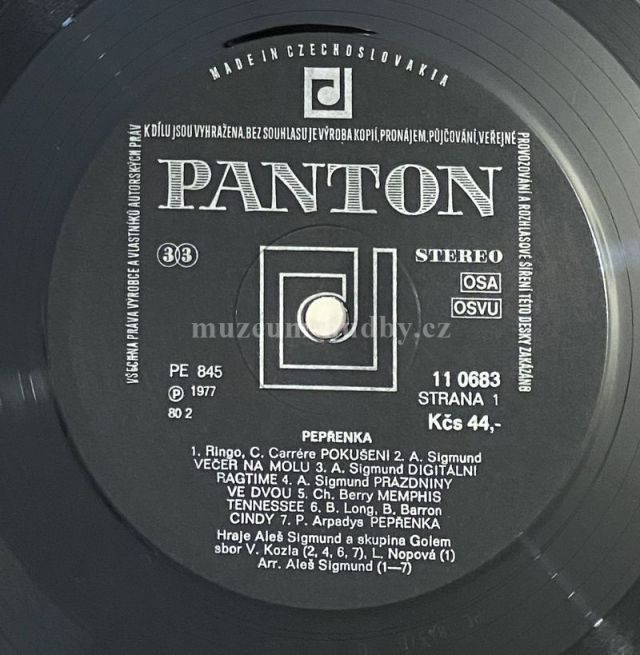 MADE IN CZECHOSLOVAKIA
VŠECHNA PRÁVA VÝROBCE A VLASTNÍKŮ AUTORSKÝCH PRÁV
K DÍLU JSOU VYHRAŽENA. BEZ SOUHLASU JE VÝROBA KOPIÍ, PRONÁJEM, PŮJČOVÁNÍ, VEŘEJNÉ
PROVOZOVÁNÍ A ROZHLASOVÉ ŠÍŘENÍ TÉTO DESKY ZAKÁZÁNO
PANTON
33
STEREO
OSA
OSVU
muzeumhudby.cz
PE 845
Ⓟ 1977
80 2
11 0683
STRANA 1
Kčs 44,-
PEPŘENKA
1. Ringo, C. Carrére POKUŠENI 2. A. Sigmund
VEČER NA MOLU 3. A. Sigmund DIGITÁLNI
RAGTIME 4. A. Sigmund PRÁZDNINY
VE DVOU 5. Ch. Berry MEMPHIS
TENNESSEE 6. B. Long, B. Barron
CINDY 7. P. Arpadys PEPŘENKA
Hraje Aleš Sigmund a skupina Golem
sbor V. Kozla (2, 4, 6, 7), L. Nopová (1)
Arr. Aleš Sigmund (1—7)